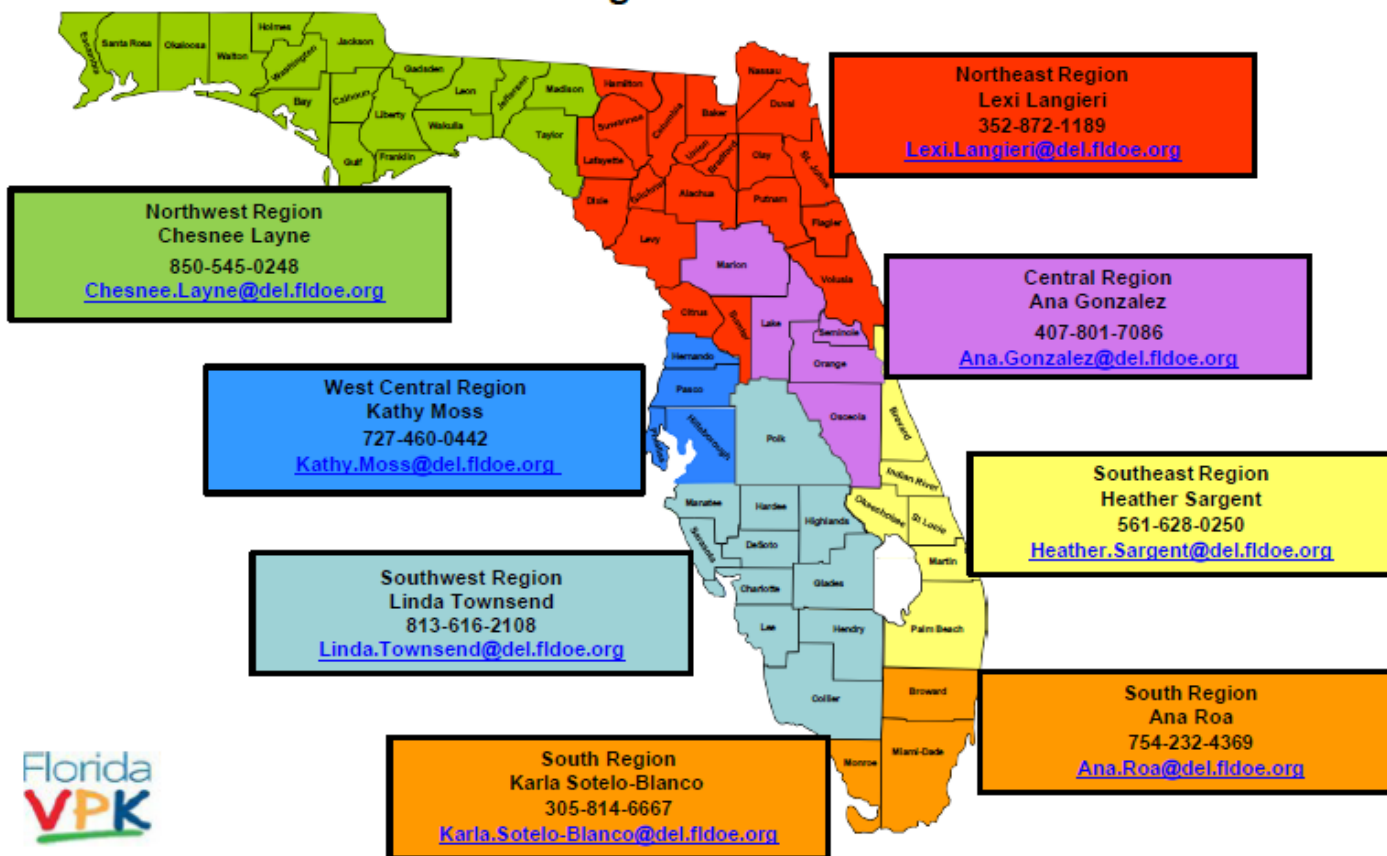 Holmes
Jackson
Santa Rosa
Okaloosa
Walton
Escambia
Washington
Bay
Calhoun
Gadsden
Leon
Jefferson
Madison
Liberty
Wakulla
Taylor
Gulf
Franklin
Hamilton
Suwannee
Columbia
Baker
Nassau
Duval
Lafayette
Union
Bradford
Clay
St. Johns
Dixie
Gilchrist
Alachua
Putnam
Flagler
Levy
Marion
Volusia
Citrus
Sumter
Lake
Seminole
Orange
Hernando
Pasco
Pinellas
Hillsborough
Polk
Osceola
Brevard
Indian River
Manatee
Hardee
Highlands
Okeechobee
St. Lucie
Sarasota
DeSoto
Martin
Charlotte
Glades
Lee
Hendry
Palm Beach
Collier
Broward
Monroe
Miami-Dade
Northeast Region
Lexi Langieri
352-872-1189
Lexi.Langieri@del.fldoe.org
Northwest Region
Chesnee Layne
850-545-0248
Chesnee.Layne@del.fldoe.org
Central Region
Ana Gonzalez
407-801-7086
Ana.Gonzalez@del.fldoe.org
West Central Region
Kathy Moss
727-460-0442
Kathy.Moss@del.fldoe.org
Southeast Region
Heather Sargent
561-628-0250
Heather.Sargent@del.fldoe.org
Southwest Region
Linda Townsend
813-616-2108
Linda.Townsend@del.fldoe.org
South Region
Ana Roa
754-232-4369
Ana.Roa@del.fldoe.org
South Region
Karla Sotelo-Blanco
305-814-6667
Karla.Sotelo-Blanco@del.fldoe.org
Florida
VPK